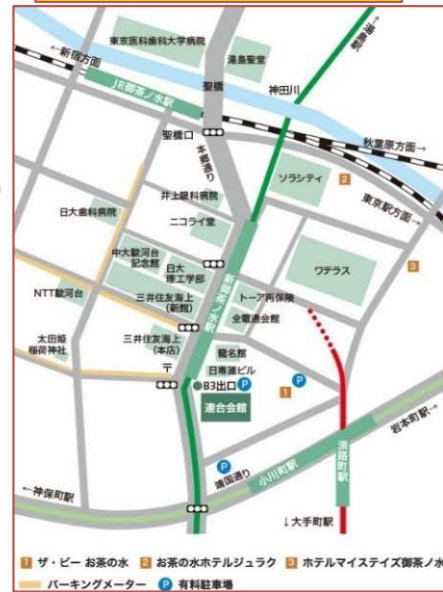 東京医科歯科大学病院
湯島聖堂
←湯島駅
←新宿方面
JR御茶ノ水駅
聖橋
神田川
聖橋口
本郷通り
秋葉原方面→
ソラシティ
2
東京駅方面→
井上眼科病院
日大歯科病院
ニコライ堂
3
中大駿河台
記念館
日大
理工学部
新御茶ノ水駅
ワテラス
NTT駿河台
三井住友海上
(新館)
トーア再保険
全電通会館
太田姫
稲荷神社
三井住友海上
(本店)
龍名館
日専連ビル
〒
B3出口
P
P
1
連合会館
淡路町駅
岩本町駅→
P
靖国通り
小川町駅
←神保町駅
↓大手町駅
1 ザ・ビー お茶の水 2 お茶の水ホテルジュラク 3 ホテルマイステイズ御茶ノ水
パーキングメーター P 有料駐車場